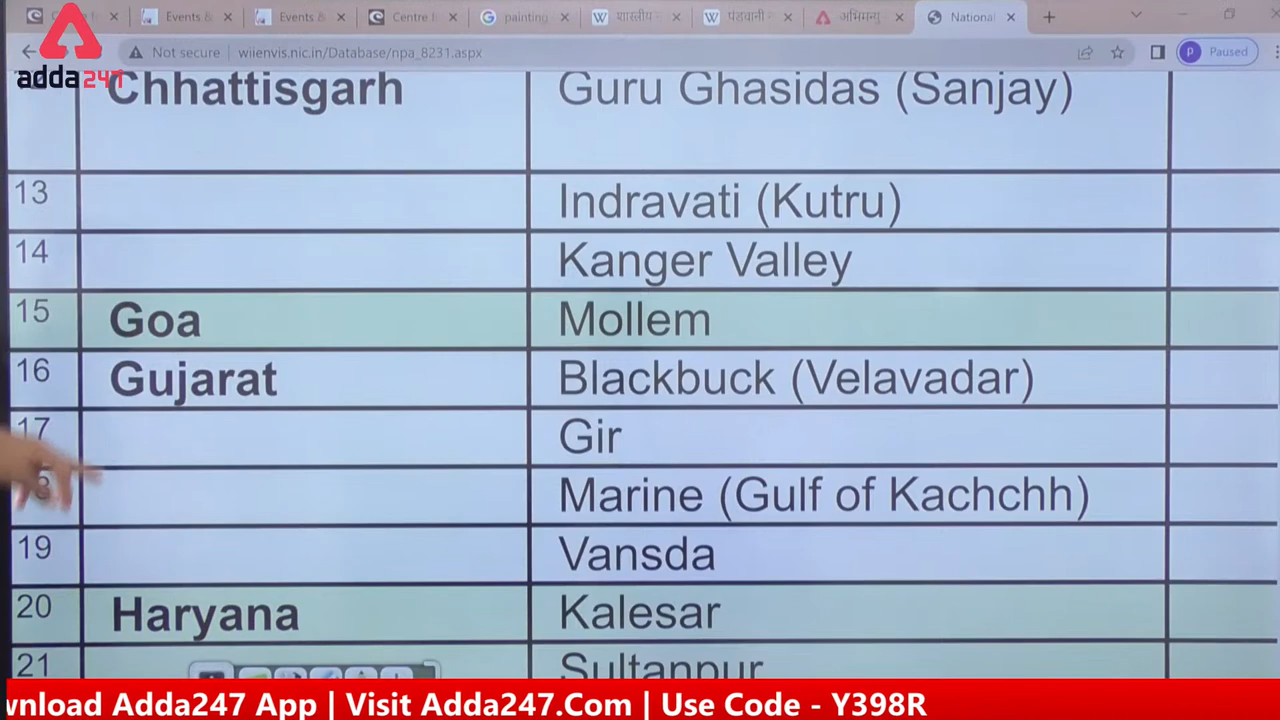 Events &
Events &
Centre
painting
शास्त्रीय
अभिमन्यु
National
Not secure
wiienvis.nic.in/Database/npa_8231.aspx
P
Paused
adda247
Chhattisgarh Guru Ghasidas (Sanjay)
13 Indravati (Kutru)
14 Kanger Valley
15 Goa Mollem
16 Gujarat Blackbuck (Velavadar)
17 Gir
Marine (Gulf of Kachchh)
19 Vansda
20 Haryana Kalesar
21 Sultanpur
wnload Adda247 App | Visit Adda247.Com | Use Code - Y398R